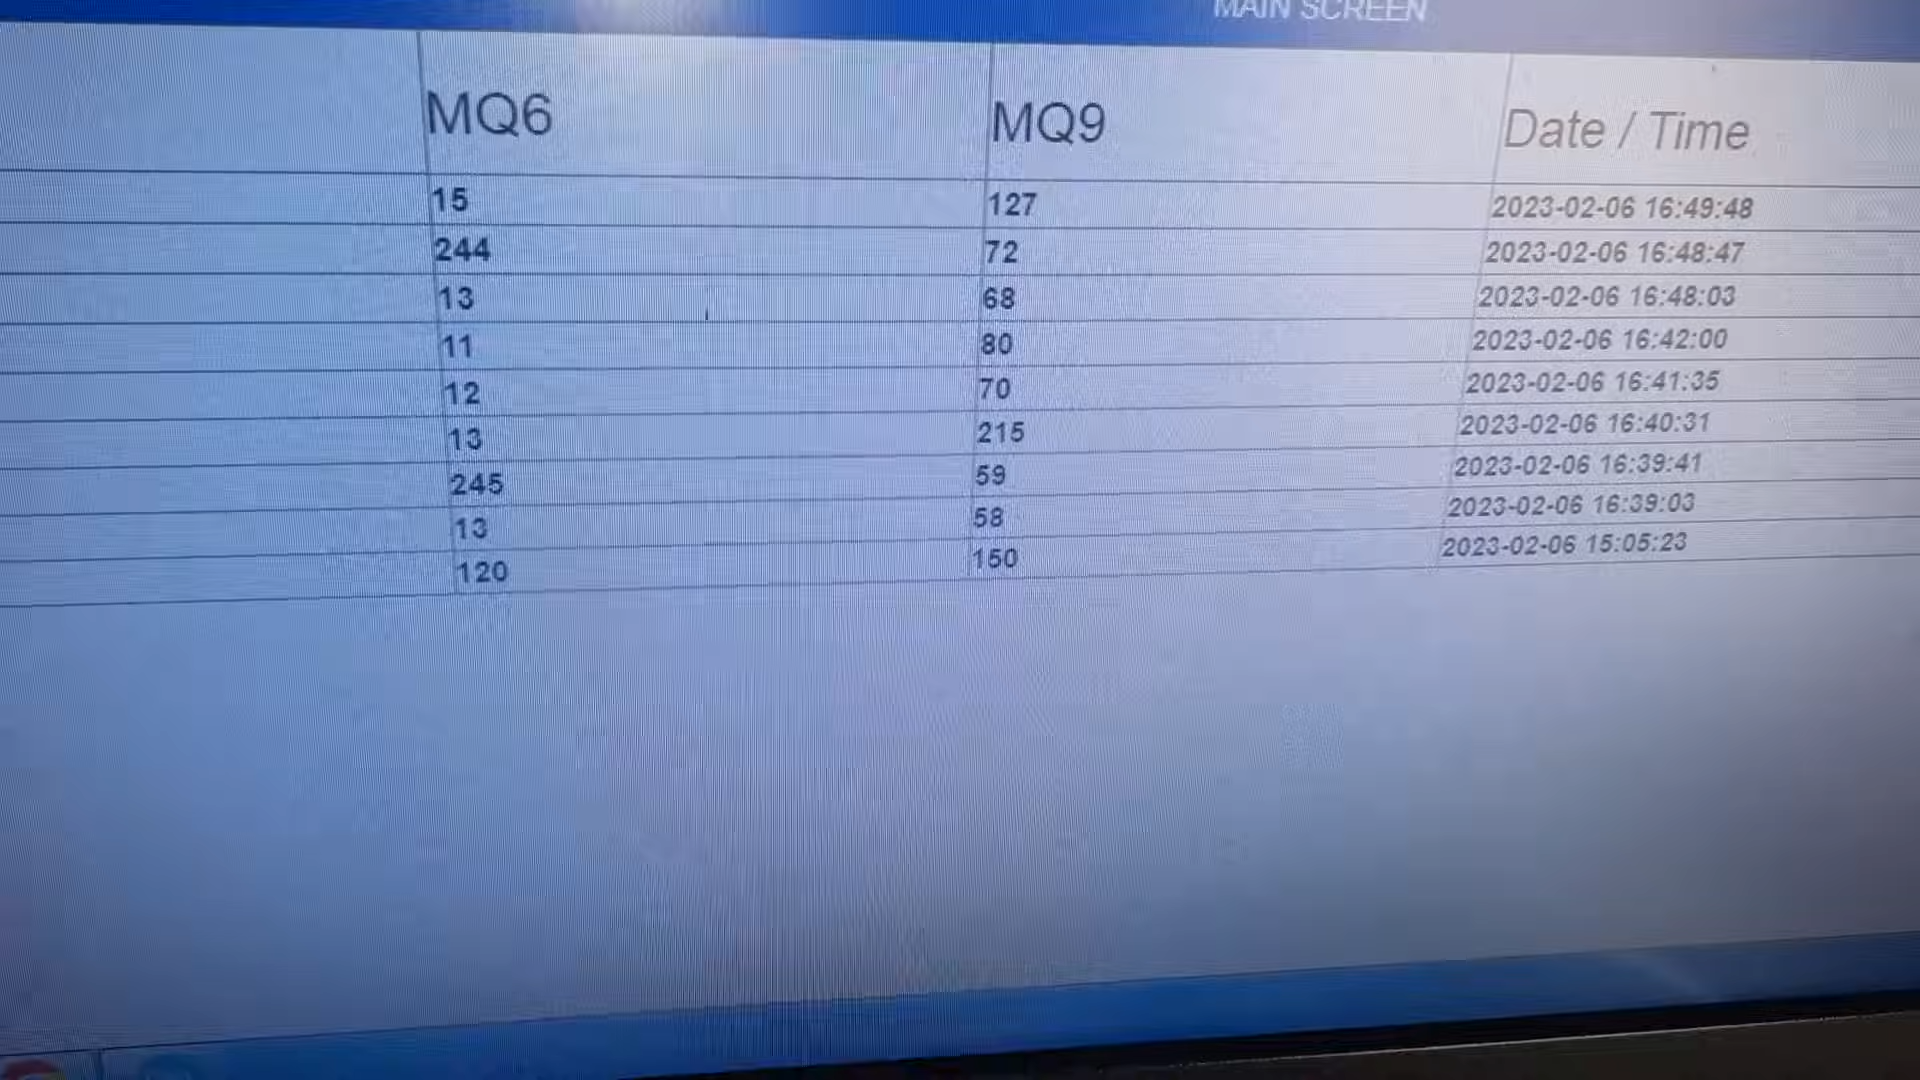 MAIN SCREEN
MQ6 MQ9 Date / Time
15 127 2023-02-06 16:49:48
244 72 2023-02-06 16:48:47
13 68 2023-02-06 16:48:03
11 80 2023-02-06 16:42:00
12 70 2023-02-06 16:41:35
13 215 2023-02-06 16:40:31
245 59 2023-02-06 16:39:41
13 58 2023-02-06 16:39:03
120 150 2023-02-06 15:05:23